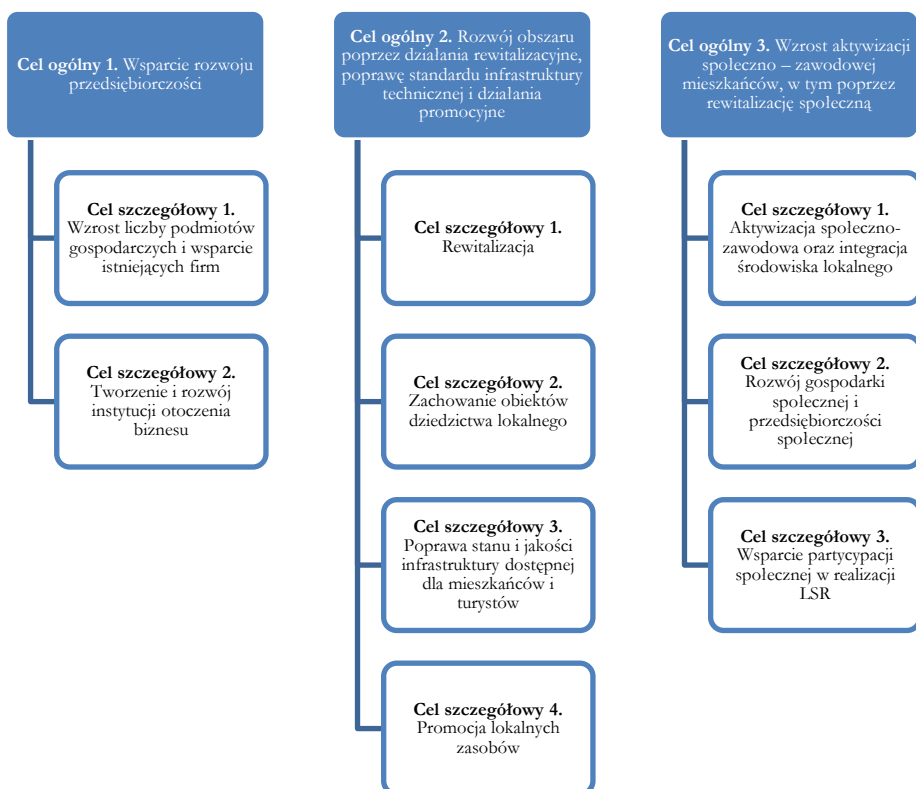 Cel ogólny 1. Wsparcie rozwoju
przedsiębiorczości
Cel szczegółowy 1.
Wzrost liczby podmiotów
gospodarczych i wsparcie
istniejących firm
Cel szczegółowy 2.
Tworzenie i rozwój
instytucji otoczenia
biznesu
Cel ogólny 2. Rozwój obszaru
poprzez działania rewitalizacyjne,
poprawę standardu infrastruktury
technicznej i działania
promocyjne
Cel szczegółowy 1.
Rewitalizacja
Cel szczegółowy 2.
Zachowanie obiektów
dziedzictwa lokalnego
Cel szczegółowy 3.
Poprawa stanu i jakości
infrastruktury dostępnej
dla mieszkańców i
turystów
Cel szczegółowy 4.
Promocja lokalnych
zasobów
Cel ogólny 3. Wzrost aktywizacji
społeczno – zawodowej
mieszkańców, w tym poprzez
rewitalizację społeczną
Cel szczegółowy 1.
Aktywizacja społeczno-
zawodowa oraz integracja
środowiska lokalnego
Cel szczegółowy 2.
Rozwój gospodarki
społecznej i
przedsiębiorczości
społecznej
Cel szczegółowy 3.
Wsparcie partycypacji
społecznej w realizacji
LSR